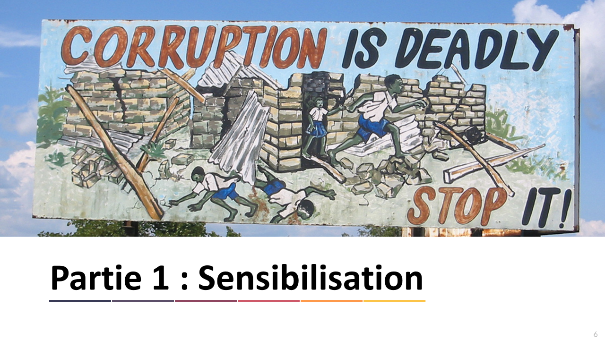 CORRUPTION IS DEADLY
STOP IT!
Partie 1 : Sensibilisation
6